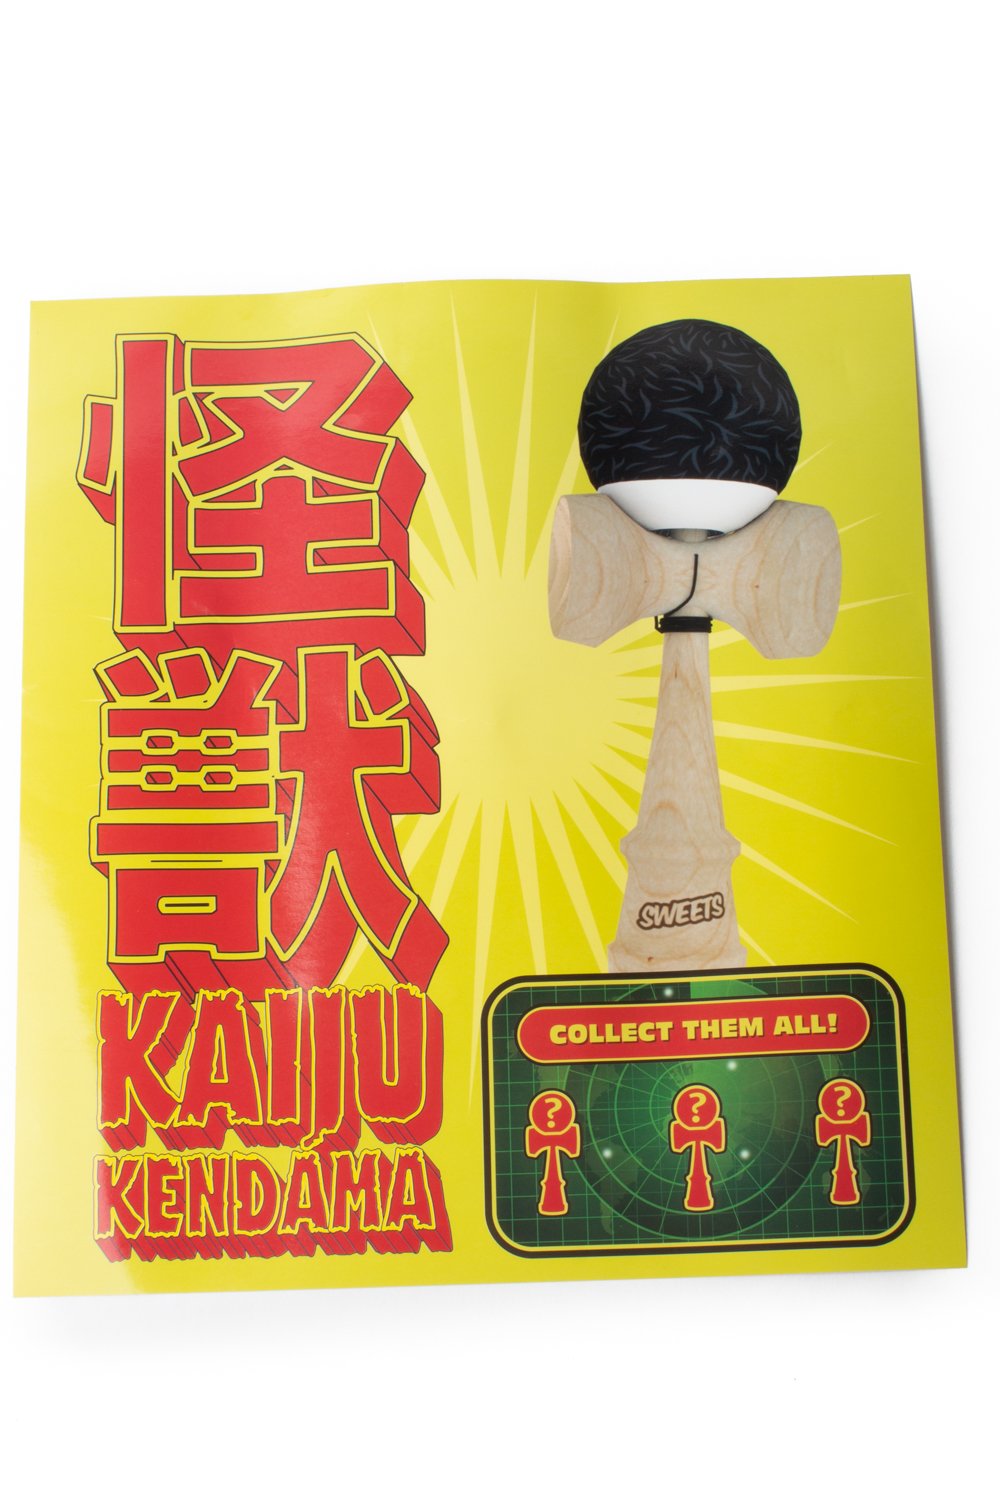 怪
獣
KAIJU
KENDAMA
SWEETS
COLLECT THEM ALL!
? ? ?